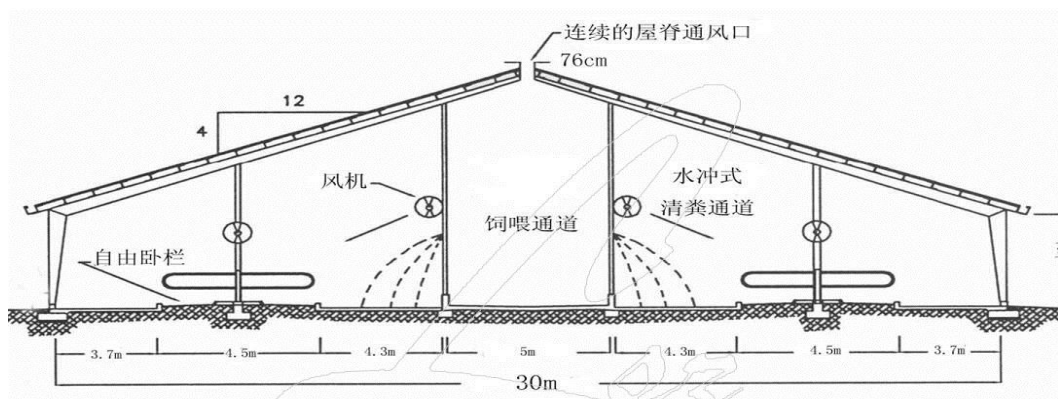 连续的屋脊通风口
76cm
12
4
风机
水冲式
清粪通道
饲喂通道
自由卧栏
3.7m
4.5m
4.3m
5m
4.3m
4.5m
3.7m
30m